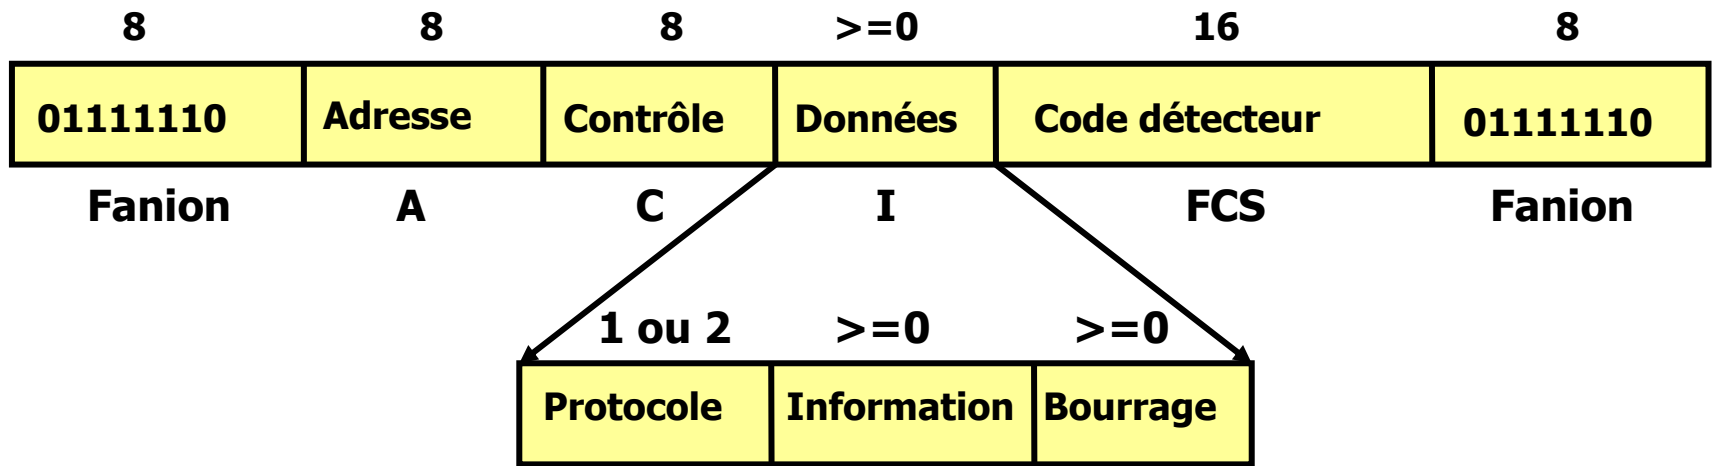 8 8 8 >=0 16 8
01111110 Adresse Contrôle Données Code détecteur 01111110
Fanion A C I FCS Fanion
1 ou 2 >=0 >=0
Protocole Information Bourrage